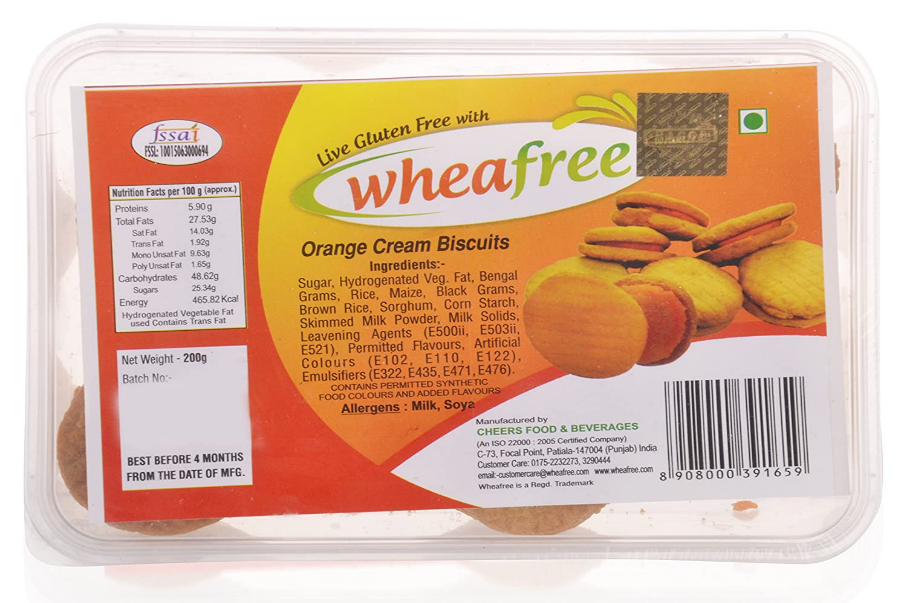 fssai
FSSL: 10015063000694
Nutrition Facts per 100 g (approx.)
Proteins 5.90 g
Total Fats 27.53g
Sat Fat 14.03g
Trans Fat 1.92g
Mono Unsat Fat 9.63g
Poly Unsat Fat 1.65g
Carbohydrates 48.62g
Sugars 25.34g
Energy 465.82 Kcal
Hydrogenated Vegetable Fat
used Contains Trans Fat
Net Weight - 200g
Batch No:-
BEST BEFORE 4 MONTHS
FROM THE DATE OF MFG.
Live Gluten Free with
wheafree
Orange Cream Biscuits
Ingredients:-
Sugar, Hydrogenated Veg. Fat, Bengal
Grams, Rice, Maize, Black Grams,
Brown Rice, Sorghum, Corn Starch,
Skimmed Milk Powder, Milk Solids,
Leavening Agents (E500ii, E503ii,
E521), Permitted Flavours, Artificial
Colours (E102, E110, E122),
Emulsifiers (E322, E435, E471, E476).
CONTAINS PERMITTED SYNTHETIC
FOOD COLOURS AND ADDED FLAVOURS
Allergens : Milk, Soya
Manufactured by
CHEERS FOOD & BEVERAGES
(An ISO 22000 : 2005 Certified Company)
C-73, Focal Point, Patiala-147004 (Punjab) India
Customer Care: 0175-2232273, 3290444
email:-customercare@wheafree.com www.wheafree.com
Wheafree is a Regd. Trademark
8 908000 391659